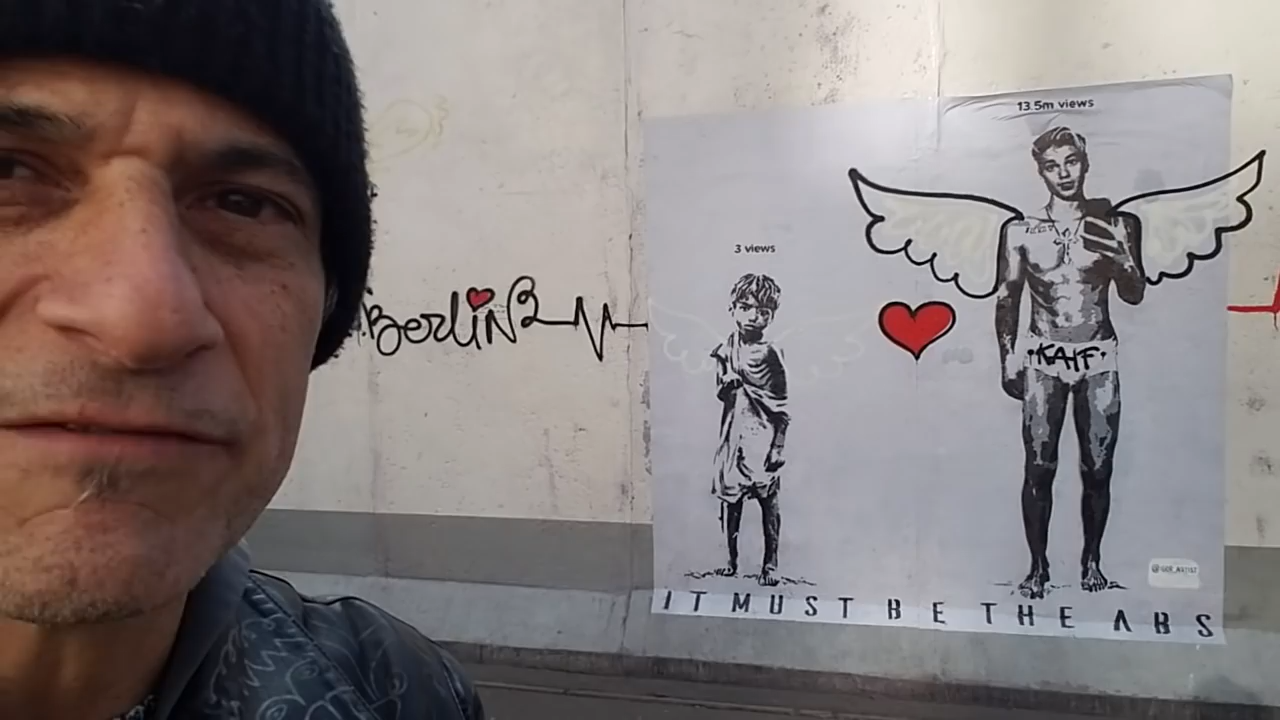 BerliN
3 views
13.5m views
KAIF
IT MUST BE THE ABS